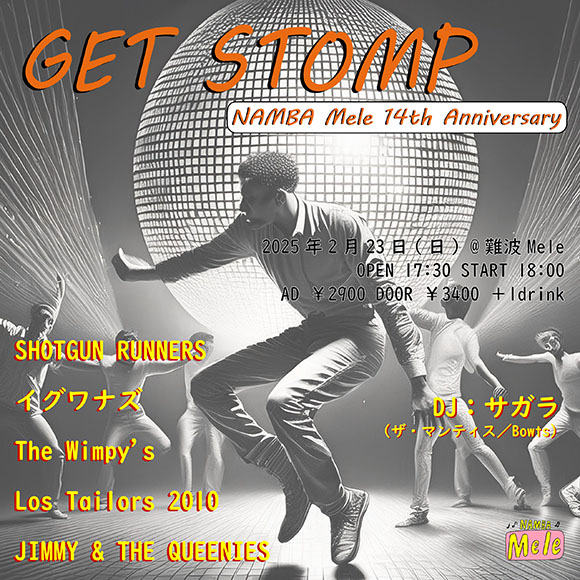 GET STOMP
NAMBA Mele 14th Anniversary
2025年2月23日(日)@難波Mele
OPEN 17:30 START 18:00
AD ￥2900 DOOR ￥3400 +1drink
SHOTGUN RUNNERS
イグワナズ
The Wimpy's
Los Tailors 2010
JIMMY & THE QUEENIES
DJ：サガラ
(ザ・マンティス／Bowts)
NAMBA
Mele